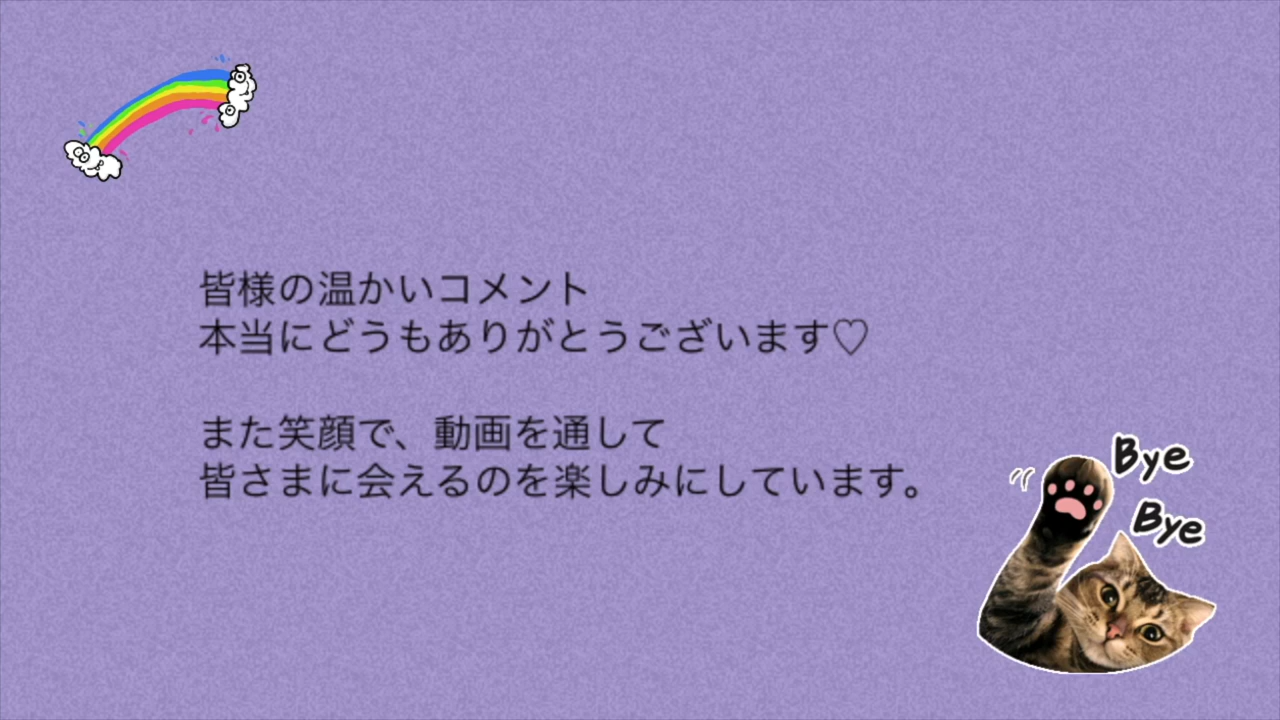 皆様の温かいコメント
本当にどうもありがとうございます♡
また笑顔で、動画を通して
皆さまに会えるのを楽しみにしています。
Bye
Bye